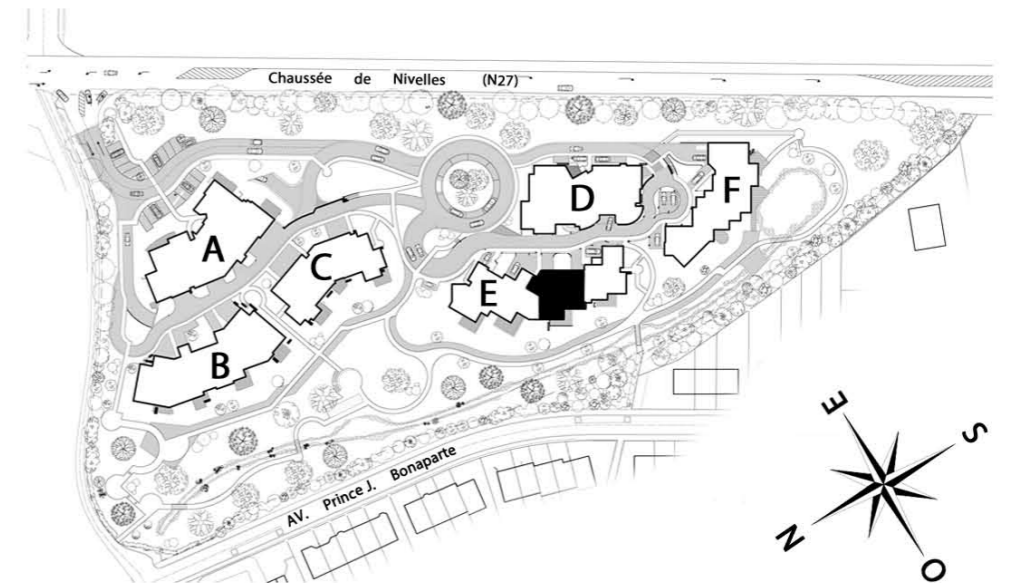 Chaussée de Nivelles (N27)
A
B
C
D
E
F
AV. Prince J. Bonaparte
E
S
N
O